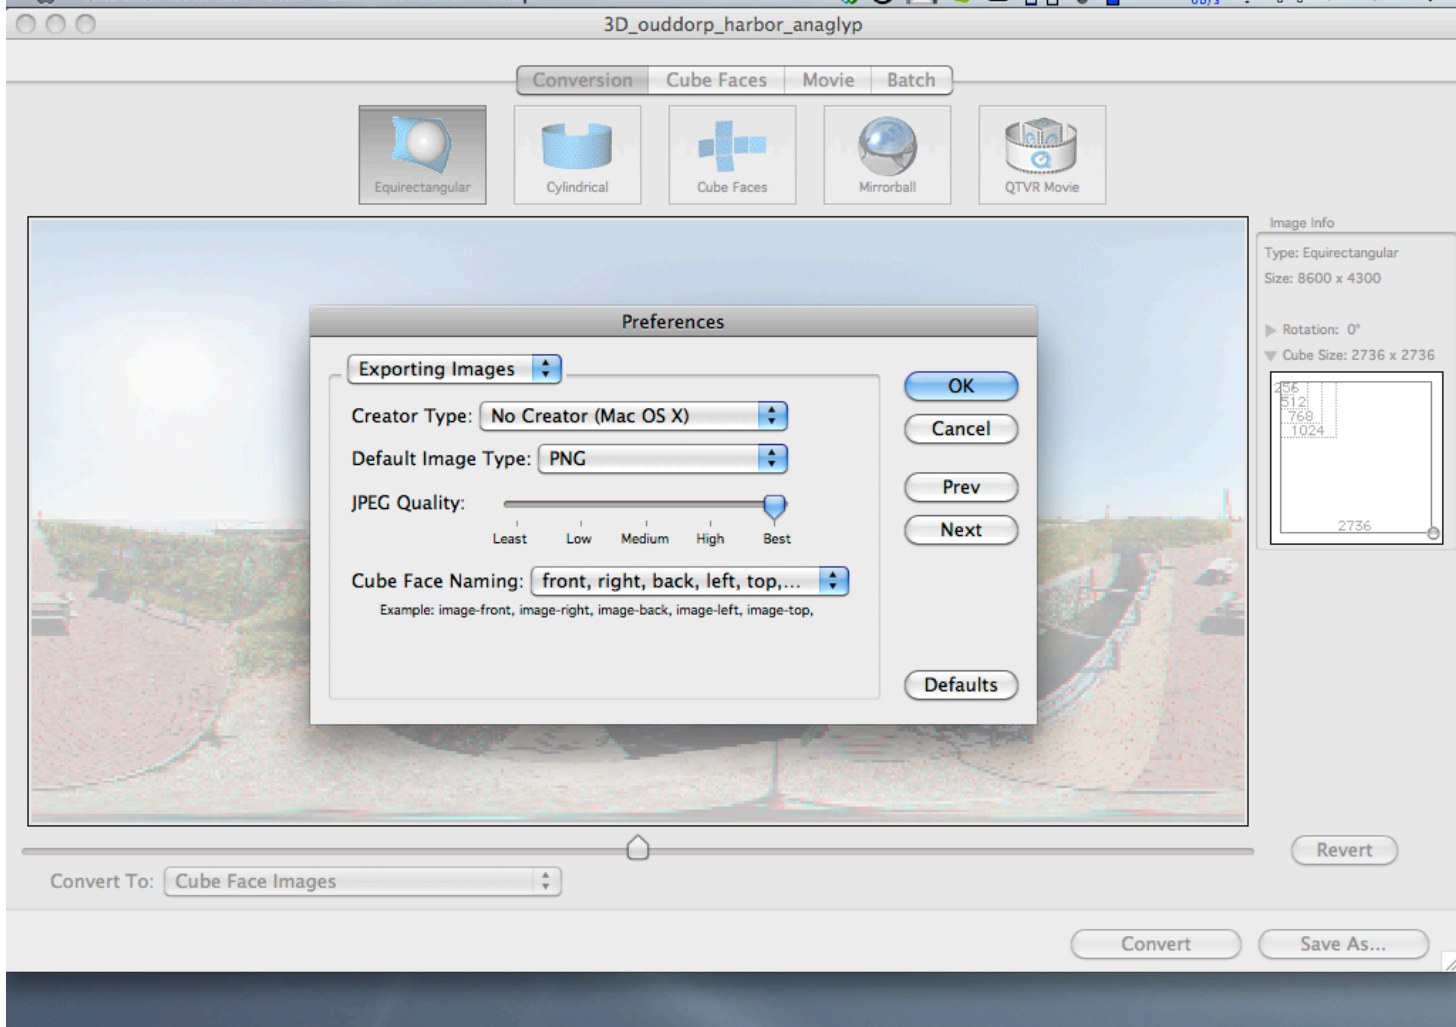 3D_ouddorp_harbor_anaglyp
Conversion Cube Faces Movie Batch
Equirectangular Cylindrical Cube Faces Mirrorball QTVR Movie
Image Info
Type: Equirectangular
Size: 8600 x 4300
Rotation: 0°
Cube Size: 2736 x 2736
256
512
768
1024
2736
Preferences
Exporting Images
Creator Type: No Creator (Mac OS X)
Default Image Type: PNG
JPEG Quality:
Least Low Medium High Best
Cube Face Naming: front, right, back, left, top,...
Example: image-front, image-right, image-back, image-left, image-top,
OK
Cancel
Prev
Next
Defaults
Revert
Convert To: Cube Face Images
Convert Save As...